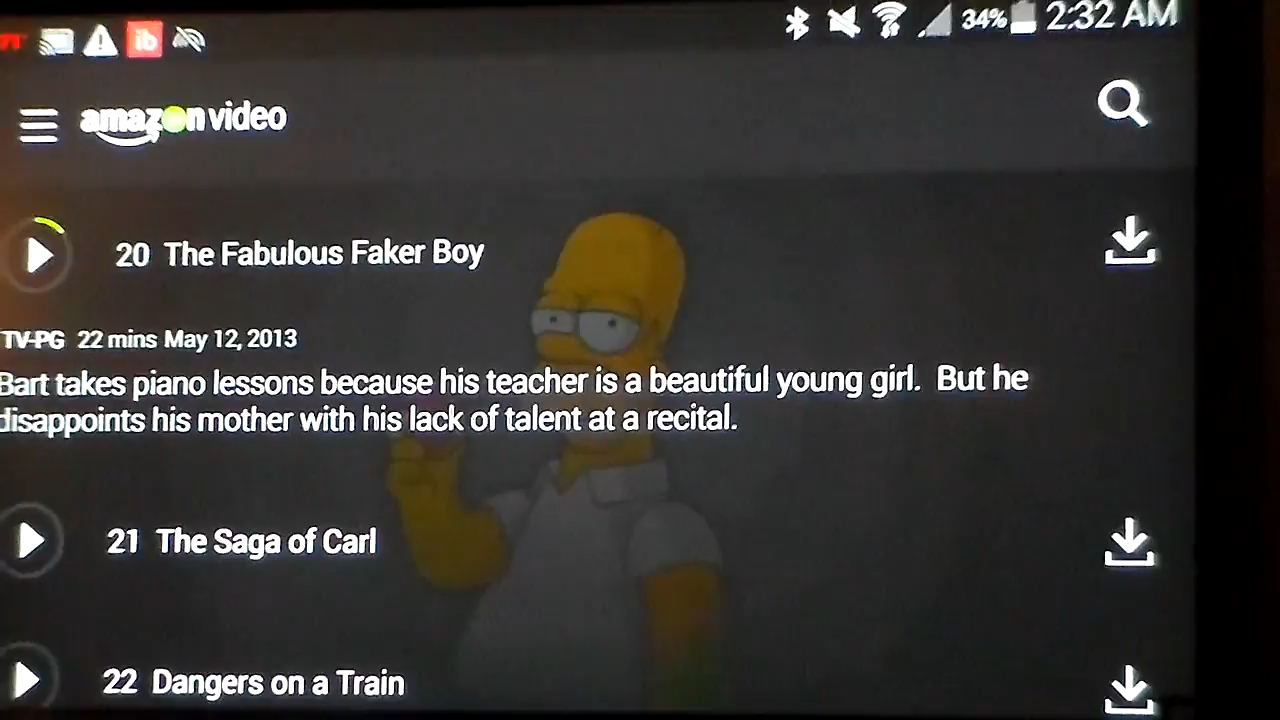 ib
34% 2:32 AM
amazon video
20 The Fabulous Faker Boy
TV-PG 22 mins May 12, 2013
Bart takes piano lessons because his teacher is a beautiful young girl. But he
disappoints his mother with his lack of talent at a recital.
21 The Saga of Carl
22 Dangers on a Train